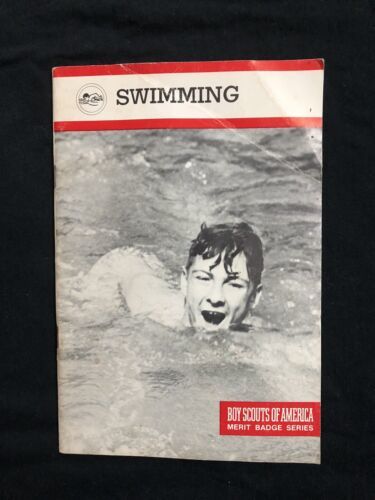 SWIMMING
BOY SCOUTS OF AMERICA
MERIT BADGE SERIES